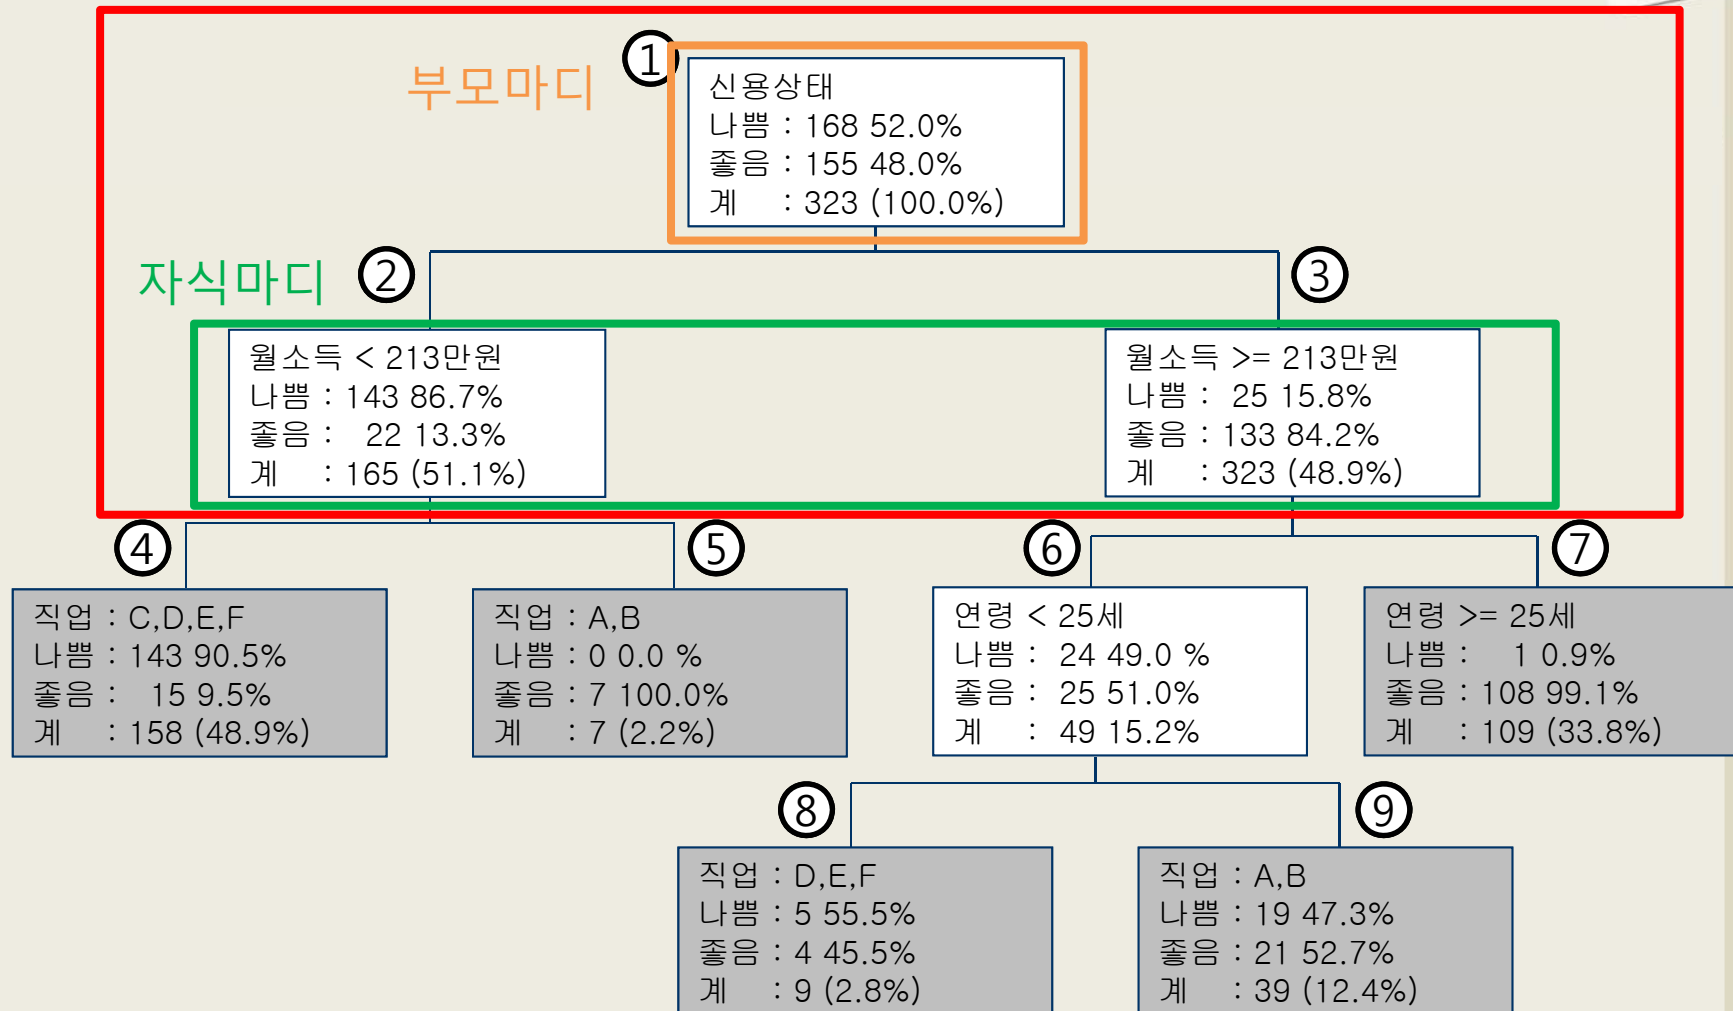 부모마디
①
신용상태
나쁨 : 168 52.0%
좋음 : 155 48.0%
계 : 323 (100.0%)
자식마디
②
③
월소득 < 213만원
나쁨 : 143 86.7%
좋음 : 22 13.3%
계 : 165 (51.1%)
월소득 >= 213만원
나쁨 : 25 15.8%
좋음 : 133 84.2%
계 : 323 (48.9%)
④
⑤
⑥
⑦
직업 : C,D,E,F
나쁨 : 143 90.5%
좋음 : 15 9.5%
계 : 158 (48.9%)
직업 : A,B
나쁨 : 0 0.0 %
좋음 : 7 100.0%
계 : 7 (2.2%)
연령 < 25세
나쁨 : 24 49.0 %
좋음 : 25 51.0%
계 : 49 15.2%
연령 >= 25세
나쁨 : 1 0.9%
좋음 : 108 99.1%
계 : 109 (33.8%)
⑧
⑨
직업 : D,E,F
나쁨 : 5 55.5%
좋음 : 4 45.5%
계 : 9 (2.8%)
직업 : A,B
나쁨 : 19 47.3%
좋음 : 21 52.7%
계 : 39 (12.4%)